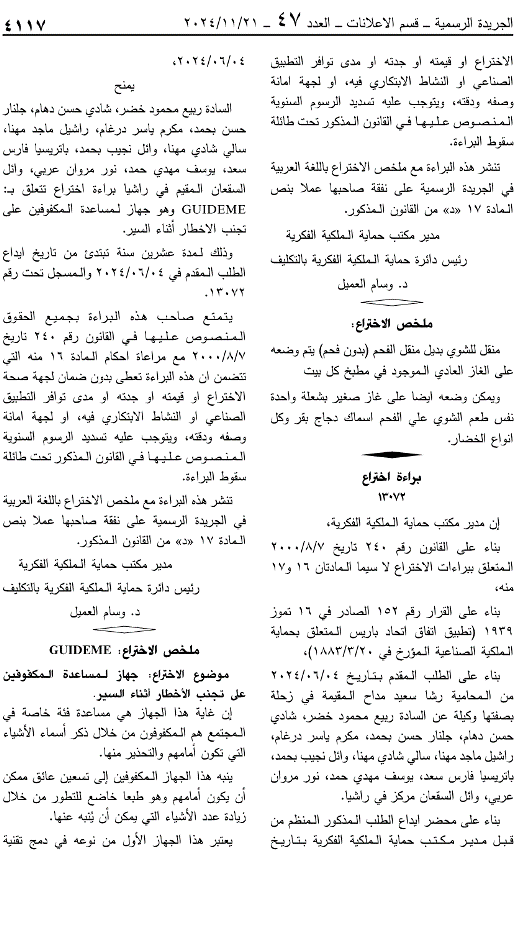 الجريدة الرسمية ــ قسم الاعلانات ــ العدد ٤٧ ــ ٢٠٢٤/١١/٢١
٤١١٧
الاختراع او قيمته او جدته او مدى توافر التطبيق
الصناعي او النشاط الابتكاري فيه، او لجهة امانة
وصفه ودقته، ويتوجب عليه تسديد الرسوم السنوية
المنصوص عليها في القانون المذكور تحت طائلة
سقوط البراءة.
تنشر هذه البراءة مع ملخص الاختراع باللغة العربية
في الجريدة الرسمية على نفقة صاحبها عملا بنص
المادة ١٧ «د» من القانون المذكور.
مدير مكتب حماية الملكية الفكرية
رئيس دائرة حماية الملكية الفكرية بالتكليف
د. وسام العميل
ملخص الاختراع:
منقل للشوي بديل منقل الفحم (بدون فحم) يتم وضعه
على الغاز العادي الموجود في مطبخ كل بيت
ويمكن وضعه ايضا على غاز صغير بشعلة واحدة
نفس طعم الشوي علي الفحم اسماك دجاج بقر وكل
انواع الخضار.
براءة اختراع
١٣٠٧٢
إن مدير مكتب حماية الملكية الفكرية،
بناء على القانون رقم ٢٤٠ تاريخ ٢٠٠٠/٨/٧
المتعلق ببراءات الاختراع لا سيما المادتان ١٦ و١٧
منه،
بناء على القرار رقم ١٥٢ الصادر في ١٦ تموز
١٩٣٩ (تطبيق اتفاق اتحاد باريس المتعلق بحماية
الملكية الصناعية المؤرخ في ١٨٨٣/٣/٢٠)،
بناء على الطلب المقدم بتاريخ ٢٠٢٤/٠٦/٠٤
من المحامية رشا سعيد مداح المقيمة في زحلة
بصفتها وكيلة عن السادة ربيع محمود خضر، شادي
حسن دهام، جلنار حسن بحمد، مكرم ياسر درغام،
راشيل ماجد مهنا، سالي شادي مهنا، وائل نجيب بحمد،
باتريسيا فارس سعد، يوسف مهدي حمد، نور مروان
عربي، وائل السقعان مركز في راشيا.
بناء على محضر ايداع الطلب المذكور المنظم من
قبل مدير مكتب حماية الملكية الفكرية بتاريخ
٢٠٢٤/٠٦/٠٤،
يمنح
السادة ربيع محمود خضر، شادي حسن دهام، جلنار
حسن بحمد، مكرم ياسر درغام، راشيل ماجد مهنا،
سالي شادي مهنا، وائل نجيب بحمد، باتريسيا فارس
سعد، يوسف مهدي حمد، نور مروان عربي، وائل
السقعان المقيم في راشيا براءة اختراع تتعلق بـ:
GUIDEME وهو جهاز لمساعدة المكفوفين على
تجنب الاخطار أثناء السير.
وذلك لمدة عشرين سنة تبتدئ من تاريخ ايداع
الطلب المقدم في ٢٠٢٤/٠٦/٠٤ والمسجل تحت رقم
١٣٠٧٢.
يتمتع صاحب هذه البراءة بجميع الحقوق
المنصوص عليها في القانون رقم ٢٤٠ تاريخ
٢٠٠٠/٨/٧ مع مراعاة احكام المادة ١٦ منه التي
تتضمن ان هذه البراءة تعطى بدون ضمان لجهة صحة
الاختراع او قيمته او جدته او مدى توافر التطبيق
الصناعي او النشاط الابتكاري فيه، او لجهة امانة
وصفه ودقته، ويتوجب عليه تسديد الرسوم السنوية
المنصوص عليها في القانون المذكور تحت طائلة
سقوط البراءة.
تنشر هذه البراءة مع ملخص الاختراع باللغة العربية
في الجريدة الرسمية على نفقة صاحبها عملا بنص
المادة ١٧ «د» من القانون المذكور.
مدير مكتب حماية الملكية الفكرية
رئيس دائرة حماية الملكية الفكرية بالتكليف
د. وسام العميل
ملخص الاختراع: GUIDEME
موضوع الاختراع: جهاز لمساعدة المكفوفين
على تجنب الأخطار أثناء السير.
إن غاية هذا الجهاز هي مساعدة فئة خاصة في
المجتمع هم المكفوفون من خلال ذكر أسماء الأشياء
التي تكون أمامهم والتحذير منها.
ينبه هذا الجهاز المكفوفين إلى تسعين عائق ممكن
أن يكون أمامهم وهو طبعا خاضع للتطور من خلال
زيادة عدد الأشياء التي يمكن أن يُنبه عنها.
يعتبر هذا الجهاز الأول من نوعه في دمج تقنية